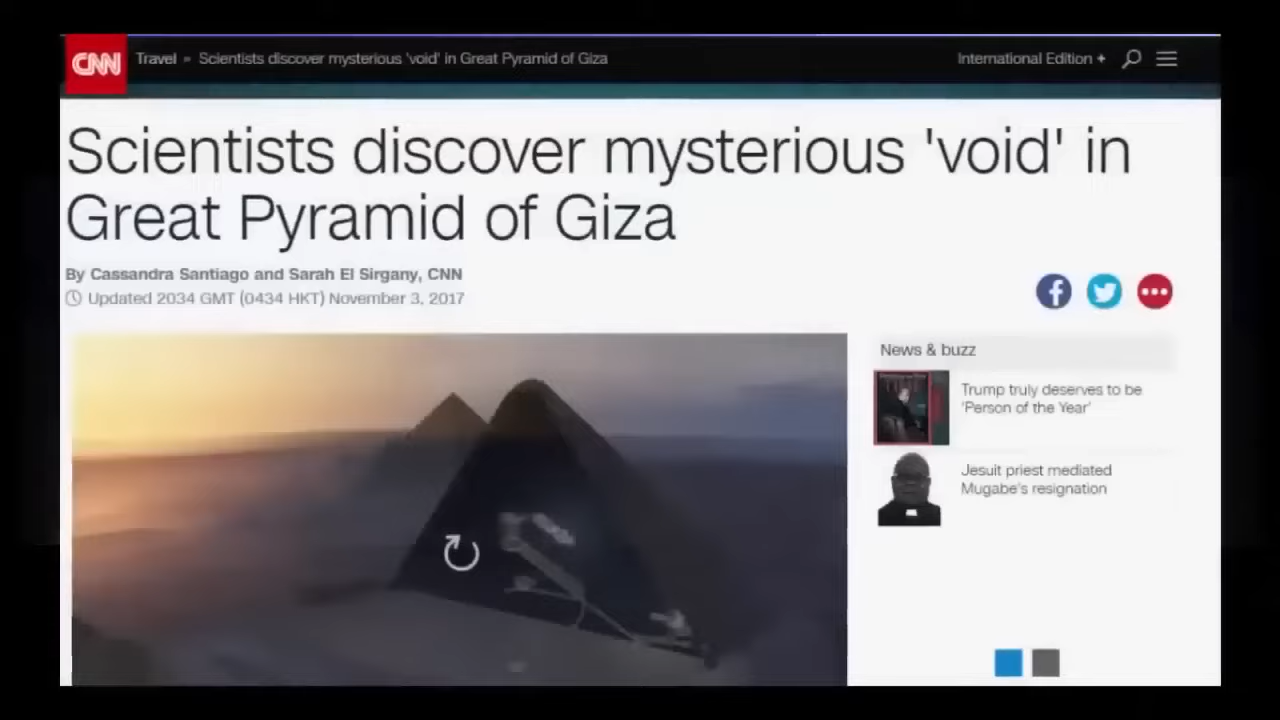 CNN Travel » Scientists discover mysterious 'void' in Great Pyramid of Giza International Edition +
Scientists discover mysterious 'void' in
Great Pyramid of Giza
By Cassandra Santiago and Sarah El Sirgany, CNN
Updated 2034 GMT (0434 HKT) November 3, 2017
News & buzz
Trump truly deserves to be
'Person of the Year'
Jesuit priest mediated
Mugabe's resignation